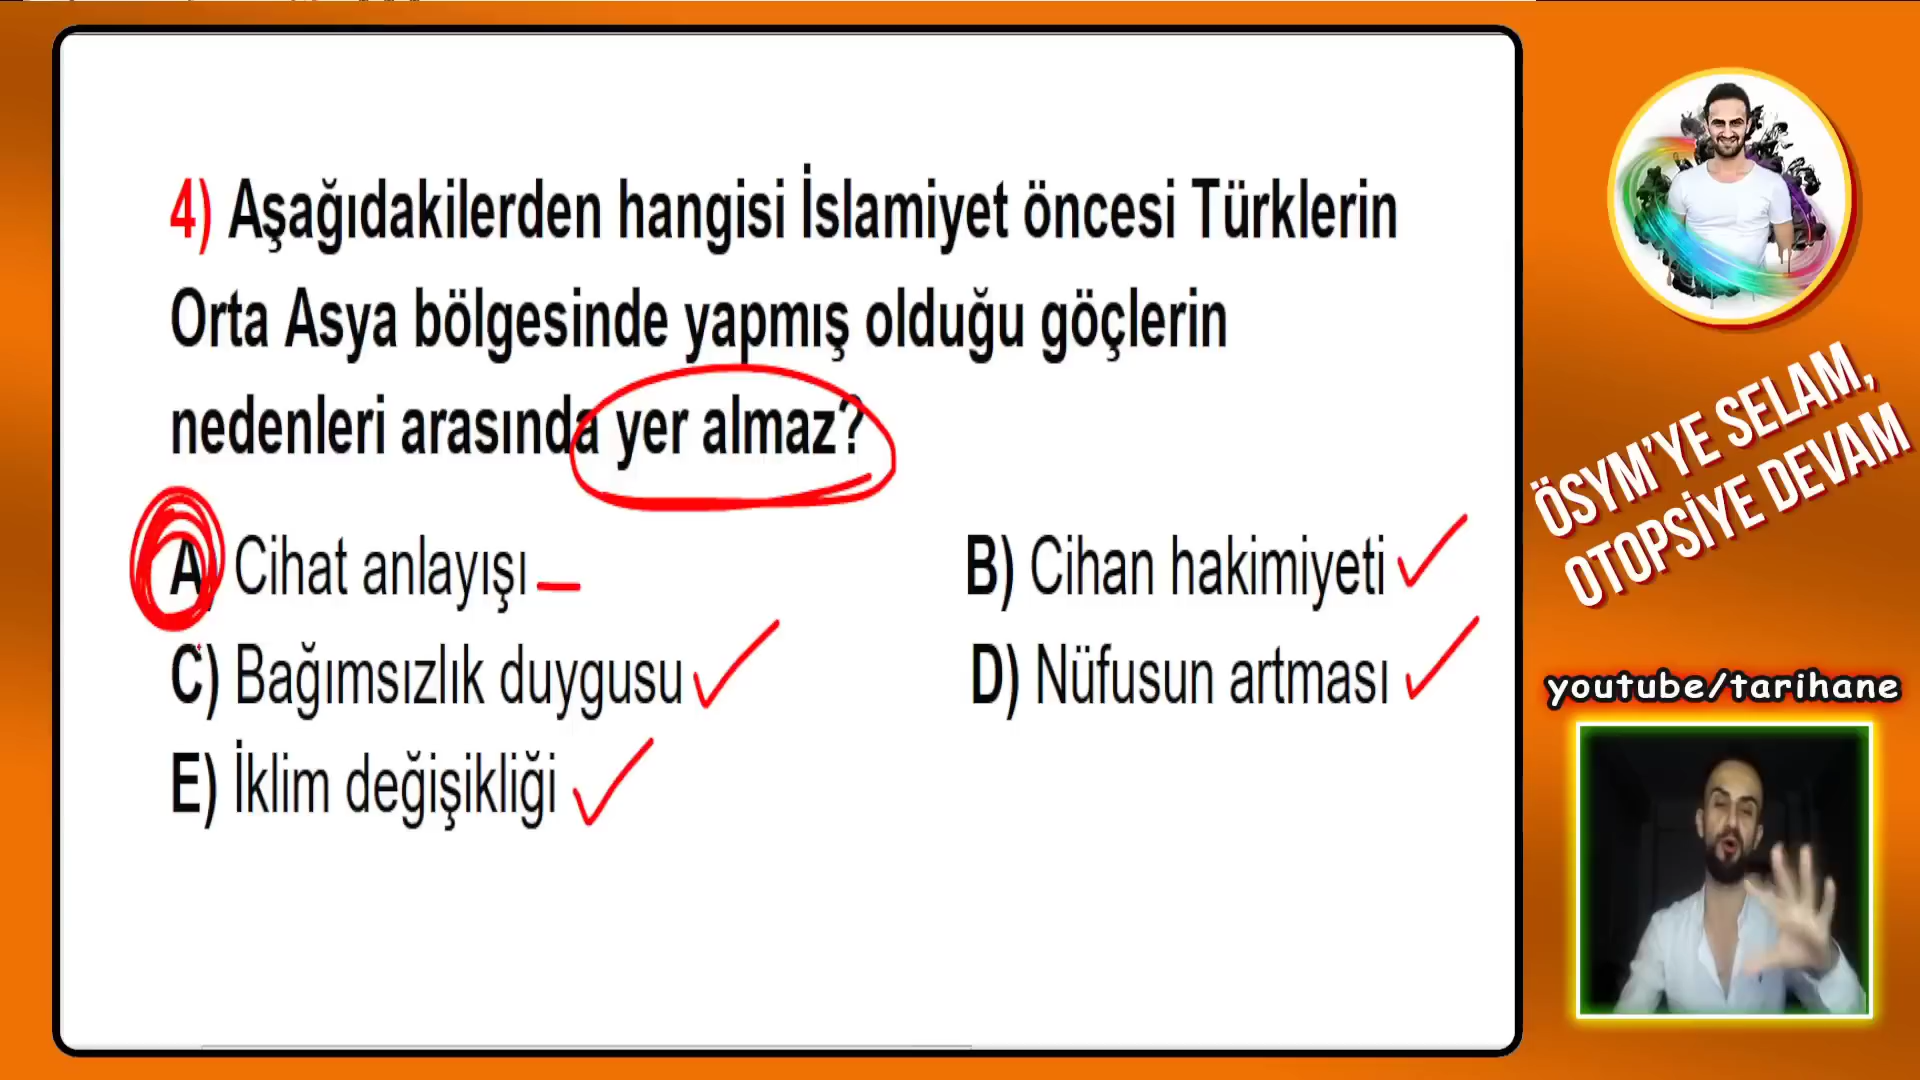 4) Aşağıdakilerden hangisi İslamiyet öncesi Türklerin
Orta Asya bölgesinde yapmış olduğu göçlerin
nedenleri arasında yer almaz?
A) Cihat anlayışı
B) Cihan hakimiyeti
C) Bağımsızlık duygusu
D) Nüfusun artması
E) İklim değişikliği
ÖSYM'YE SELAM,
OTOPSİYE DEVAM
youtube/tarihane